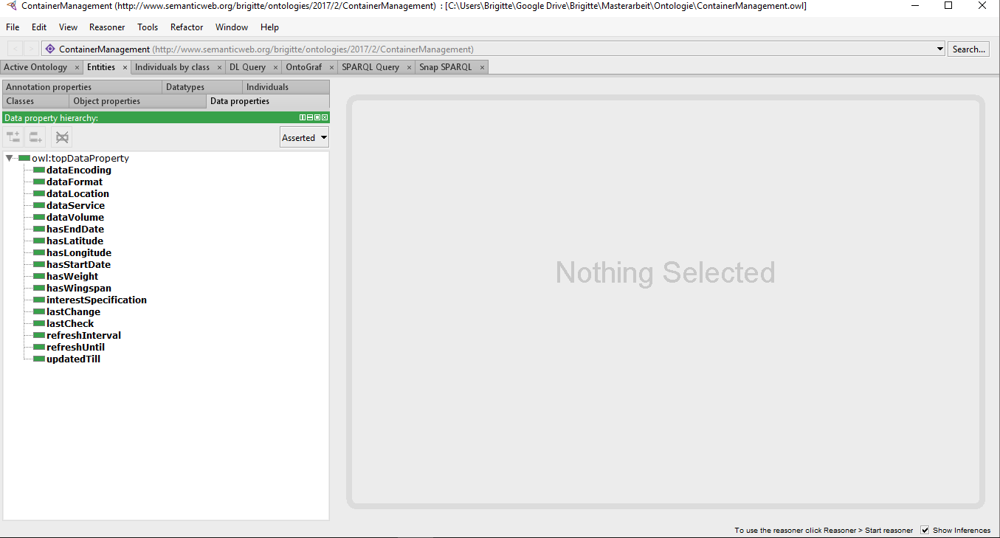 ContainerManagement (http://www.semanticweb.org/brigitte/ontologies/2017/2/ContainerManagement) : [C:\Users\Brigitte\Google Drive\Brigitte\Masterarbeit\Ontologie\ContainerManagement.owl]
File Edit View Reasoner Tools Refactor Window Help
< > ContainerManagement (http://www.semanticweb.org/brigitte/ontologies/2017/2/ContainerManagement) Search...
Active Ontology × Entities × Individuals by class × DL Query × OntoGraf × SPARQL Query × Snap SPARQL ×
Annotation properties Datatypes Individuals
Classes Object properties Data properties
Data property hierarchy:
Asserted
owl:topDataProperty
dataEncoding
dataFormat
dataLocation
dataService
dataVolume
hasEndDate
hasLatitude
hasLongitude
hasStartDate
hasWeight
hasWingspan
interestSpecification
lastChange
lastCheck
refreshInterval
refreshUntil
updatedTill
Nothing Selected
To use the reasoner click Reasoner > Start reasoner Show Inferences